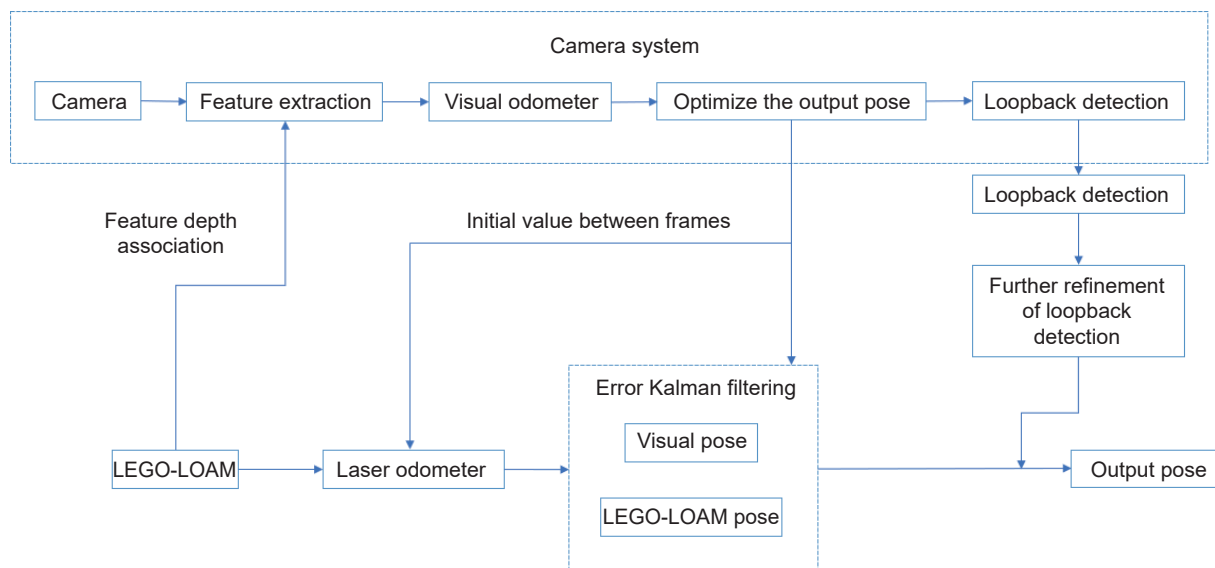 Camera system
Camera
Feature extraction
Visual odometer
Optimize the output pose
Loopback detection
Loopback detection
Feature depth
association
Initial value between frames
Further refinement
of loopback
detection
Error Kalman filtering
Visual pose
LEGO-LOAM
Laser odometer
Output pose
LEGO-LOAM pose